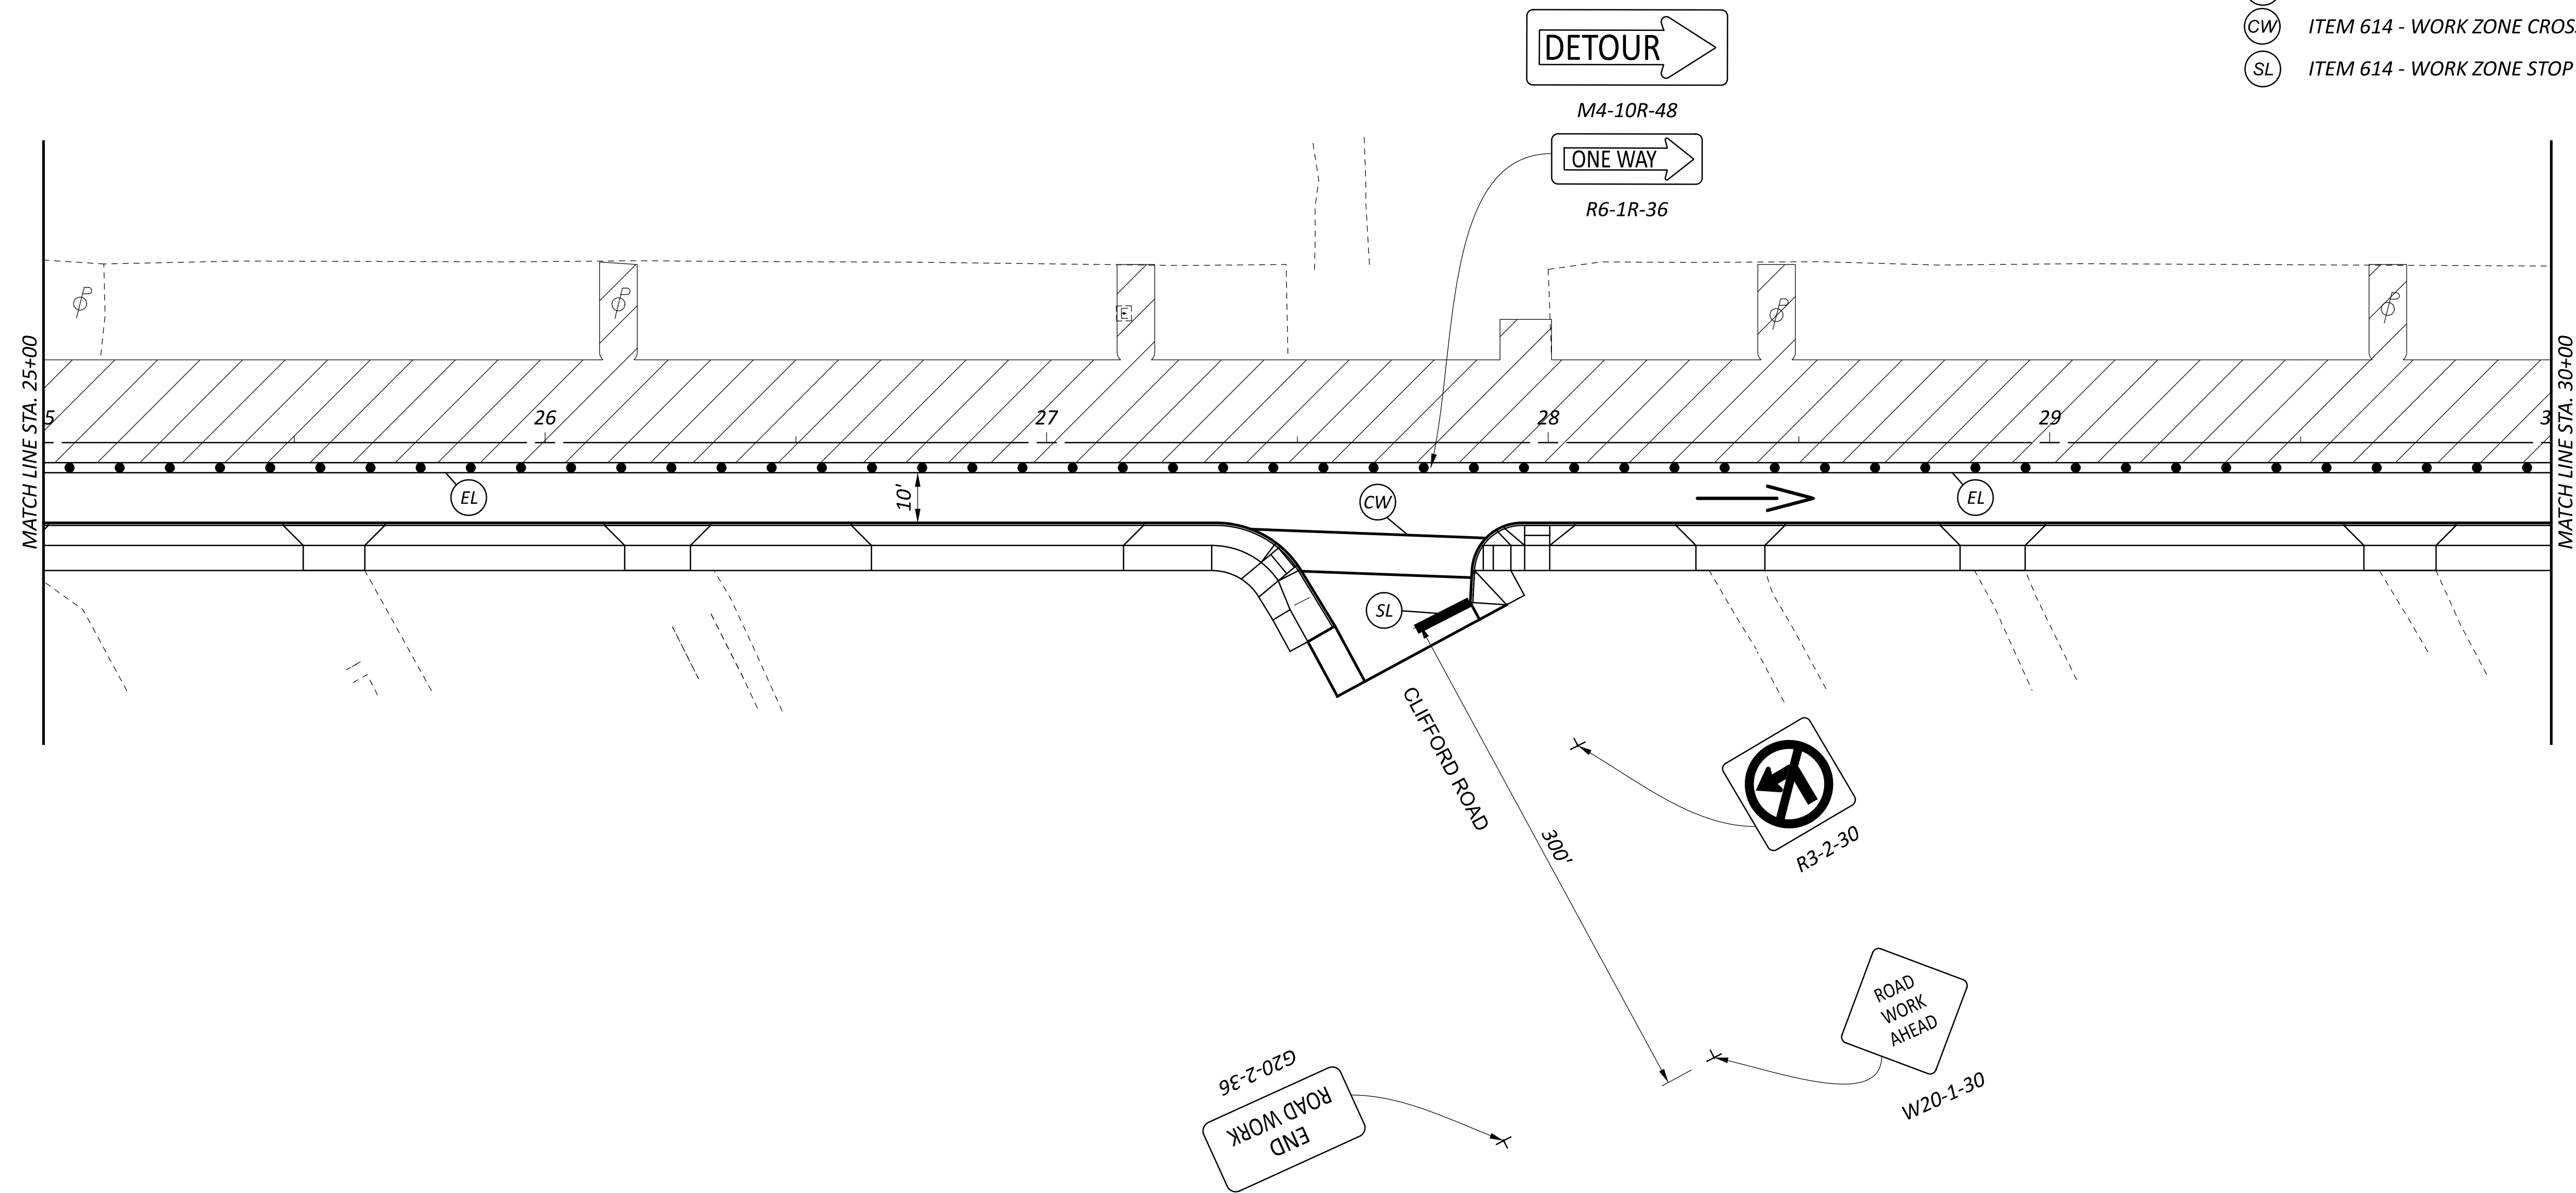 CW ITEM 614 - WORK ZONE CROS
SL ITEM 614 - WORK ZONE STOP
DETOUR
M4-10R-48
ONE WAY
R6-1R-36
MATCH LINE STA. 25+00
MATCH LINE STA. 30+00
E
5 26 27 28 29 3
EL
10'
CW
EL
SL
CLIFFORD ROAD
300'
R3-2-30
ROAD
WORK
AHEAD
W20-1-30
G20-2-36
END
ROAD WORK